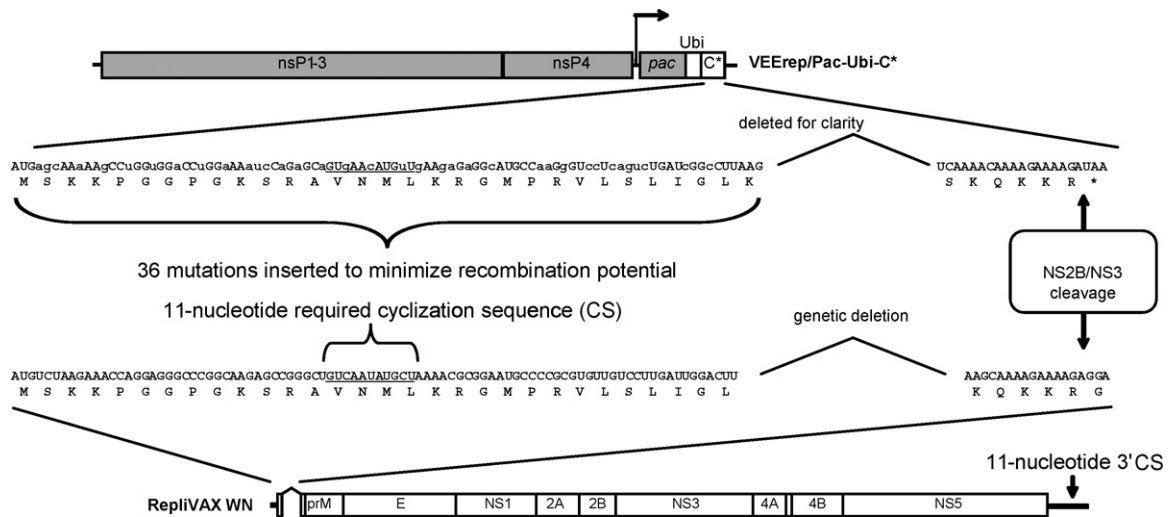 Ubi
nsP1-3 nsP4 pac C* VEErep/Pac-Ubi-C*
deleted for clarity
AUGagcAAaAAgCCuGGuGGaCCuGGaAAauccCAgAGCaGUgAACAUGuUgAAgaGaGGcAUGCCaaGgGUccUcagucUGAUcGGccUUAAG UCAAAACAAAAGAAAAGAUAA
M S K K P G G P G K S R A V N M L K R G M P R V L S L I G L K S K Q K K R *
36 mutations inserted to minimize recombination potential
NS2B/NS3
cleavage
11-nucleotide required cyclization sequence (CS)
genetic deletion
AUGUCUAAGAAACCAGGAGGGCCCGGCAAGAGCCGGGCUGUCAAUAUGCUAAAACGCGGAAUGCCCCGCGUGUUGUCCUUGAUUGGACUU AAGCAAAAGAAAAGAGGA
M S K K P G G P G K S R A V N M L K R G M P R V L S L I G L K Q K K R G
11-nucleotide 3'CS
RepliVAX WN prM E NS1 2A 2B NS3 4A 4B NS5